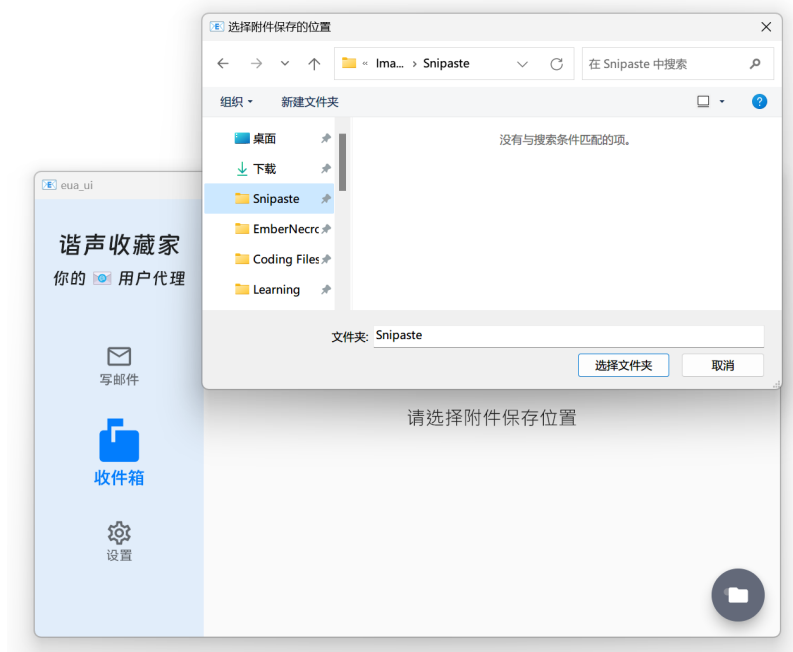 选择附件保存的位置
« Ima... › Snipaste
在 Snipaste 中搜索
组织
新建文件夹
?
桌面
下载
Snipaste
EmberNecro
Coding Files
Learning
没有与搜索条件匹配的项。
文件夹: Snipaste
选择文件夹
取消
eua_ui
谐声收藏家
你的 用户代理
写邮件
收件箱
设置
请选择附件保存位置